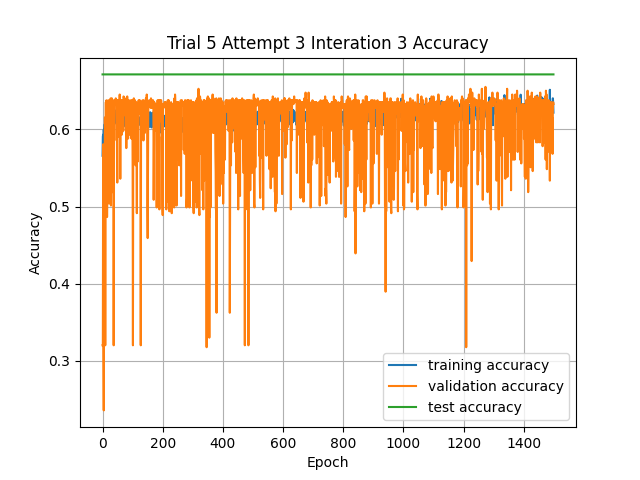 Trial 5 Attempt 3 Interation 3 Accuracy
0.6
0.5
0.4
0.3
Accuracy
0
200
400
600
800
1000
1200
1400
Epoch
training accuracy
validation accuracy
test accuracy